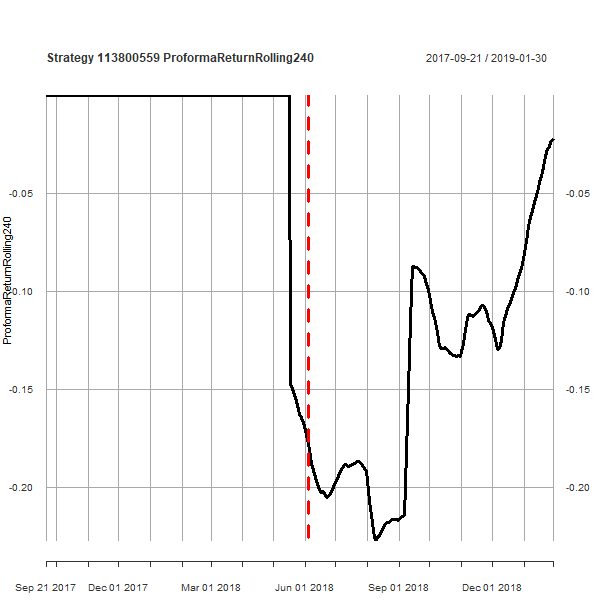 Strategy 113800559 ProformaReturnRolling240
2017-09-21 / 2019-01-30
-0.05
-0.05
ProformaReturnRolling240
-0.10
-0.10
-0.15
-0.15
-0.20
-0.20
Sep 21 2017
Dec 01 2017
Mar 01 2018
Jun 01 2018
Sep 01 2018
Dec 01 2018